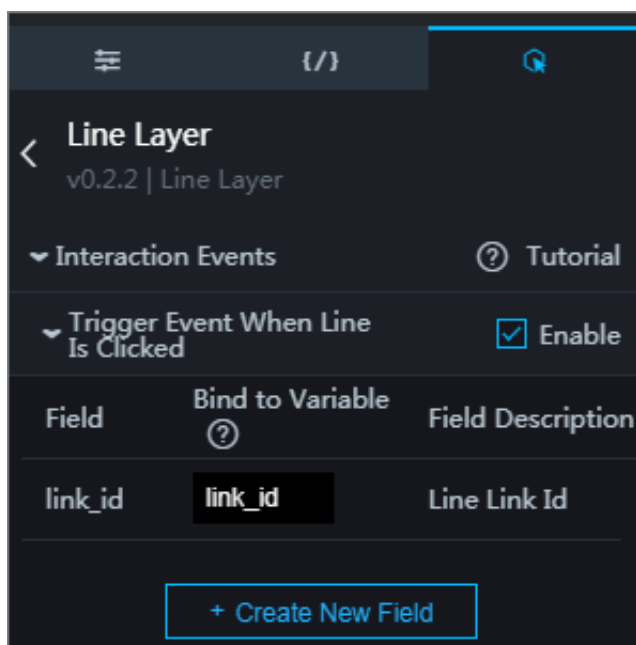 {/}
Line Layer
v0.2.2 | Line Layer
Interaction Events
Tutorial
Trigger Event When Line
Is Clicked
Enable
Field
Bind to Variable
Field Description
link_id
link_id
Line Link Id
+ Create New Field